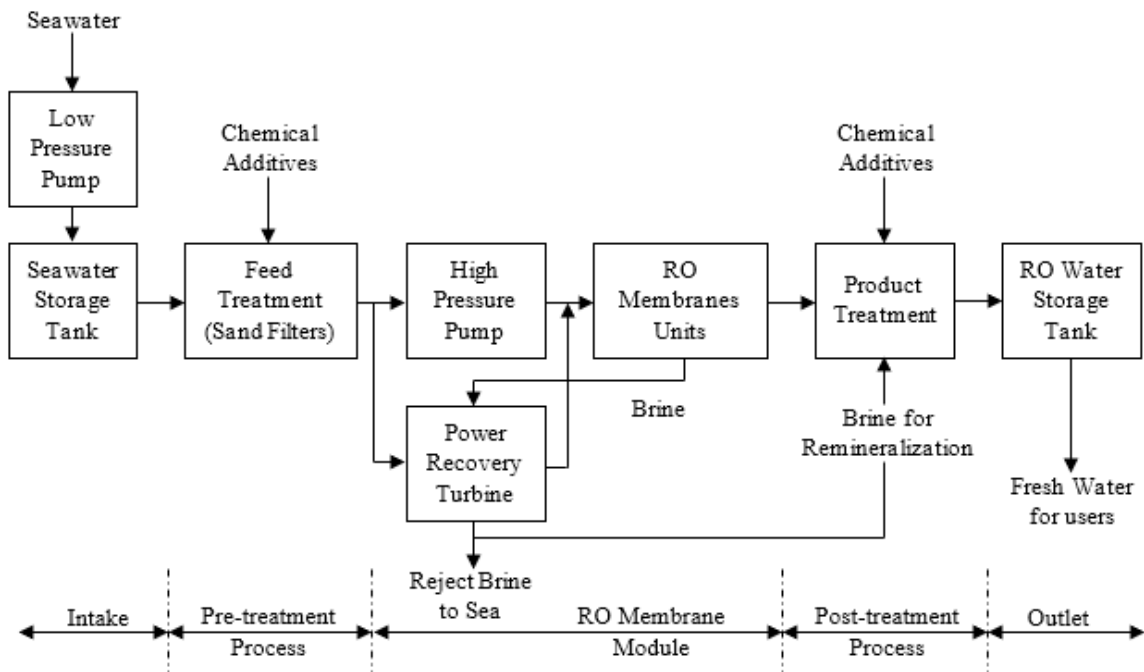 Seawater
Low
Pressure
Pump
Chemical
Additives
Chemical
Additives
Seawater
Storage
Tank
Feed
Treatment
(Sand Filters)
High
Pressure
Pump
RO
Membranes
Units
Product
Treatment
RO Water
Storage
Tank
Brine
Power
Recovery
Turbine
Brine for
Remineralization
Fresh Water
for users
Reject Brine
to Sea
Intake
Pre-treatment
Process
RO Membrane
Module
Post-treatment
Process
Outlet